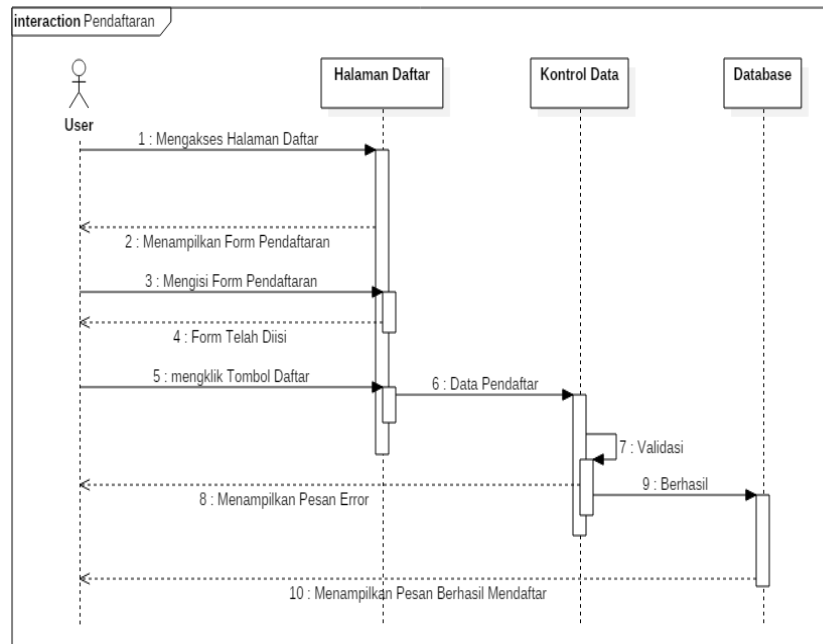 interaction Pendaftaran
Halaman Daftar
Kontrol Data
Database
User
1 : Mengakses Halaman Daftar
2 : Menampilkan Form Pendaftaran
3 : Mengisi Form Pendaftaran
4 : Form Telah Diisi
5 : mengklik Tombol Daftar
6 : Data Pendaftar
7 : Validasi
8 : Menampilkan Pesan Error
9 : Berhasil
10 : Menampilkan Pesan Berhasil Mendaftar